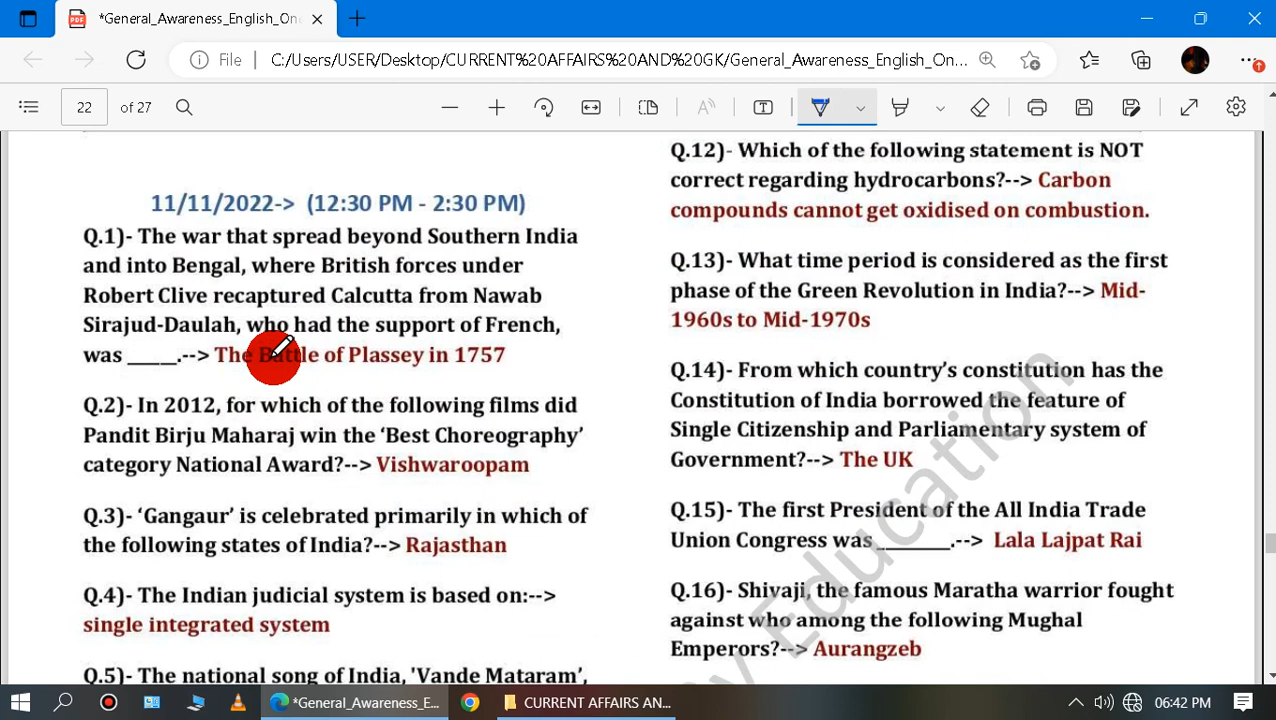 *General_Awareness_English_On
File
C:/Users/USER/Desktop/CURRENT%20AFFAIRS%20AND%20GK/General_Awareness_English_On...
22 of 27
11/11/2022-> (12:30 PM - 2:30 PM)
Q.1)- The war that spread beyond Southern India
and into Bengal, where British forces under
Robert Clive recaptured Calcutta from Nawab
Sirajud-Daulah, who had the support of French,
was _____.--> The Battle of Plassey in 1757
Q.2)- In 2012, for which of the following films did
Pandit Birju Maharaj win the ‘Best Choreography’
category National Award?--> Vishwaroopam
Q.3)- ‘Gangaur’ is celebrated primarily in which of
the following states of India?--> Rajasthan
Q.4)- The Indian judicial system is based on:-->
single integrated system
Q.5)- The national song of India, 'Vande Mataram’,
Q.12)- Which of the following statement is NOT
correct regarding hydrocarbons?--> Carbon
compounds cannot get oxidised on combustion.
Q.13)- What time period is considered as the first
phase of the Green Revolution in India?--> Mid-
1960s to Mid-1970s
Q.14)- From which country’s constitution has the
Constitution of India borrowed the feature of
Single Citizenship and Parliamentary system of
Government?--> The UK
Q.15)- The first President of the All India Trade
Union Congress was ________.--> Lala Lajpat Rai
Q.16)- Shivaji, the famous Maratha warrior fought
against who among the following Mughal
Emperors?--> Aurangzeb
y Education
*General_Awareness_E...
CURRENT AFFAIRS AN...
06:42 PM